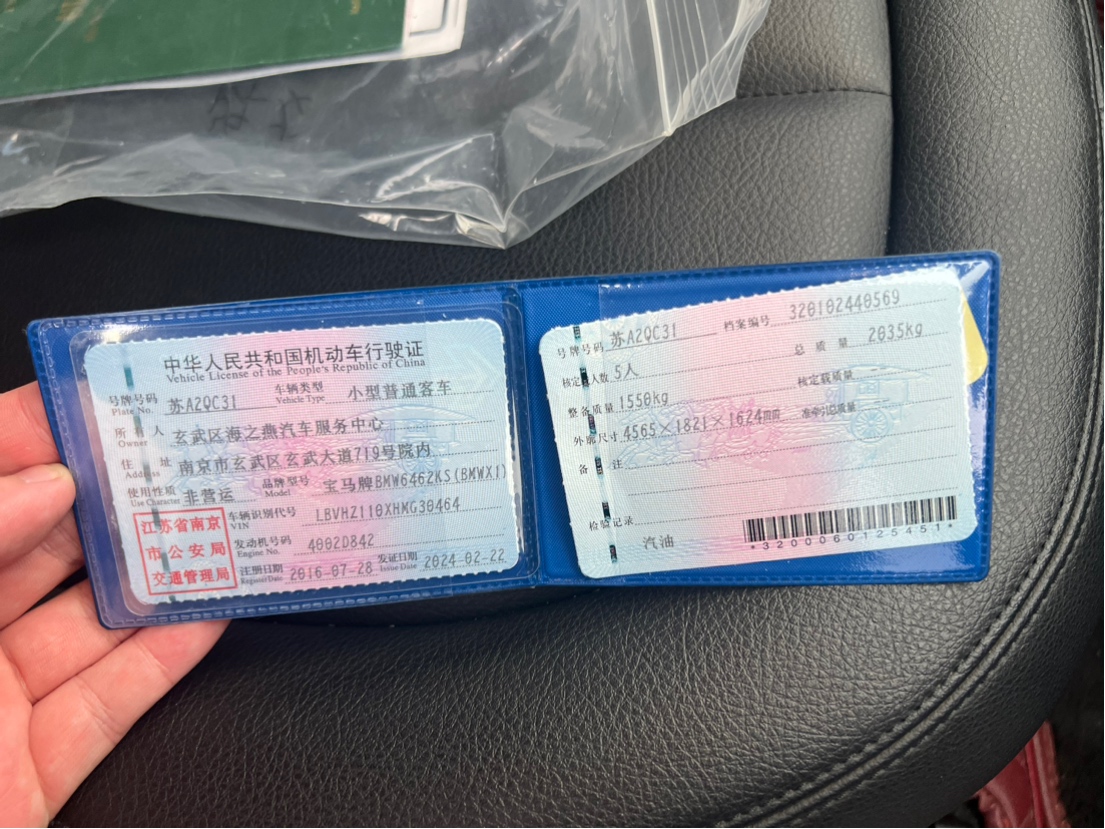 中华人民共和国机动车行驶证
Vehicle License of the People's Republic of China
号牌号码 苏A2QC31 车辆类型 小型普通客车
Plate No. Vehicle Type
所有人 玄武区海之燕汽车服务中心
Owner
住址 南京市玄武区玄武大道719号院内
Address
使用性质 非营运 品牌型号 宝马牌BMW6462KS(BMWX1)
Use Character Model
江苏省南京
市公安局
交通管理局
车辆识别代号 LBVHZ110XHMG30464
VIN
发动机号码 4002D842
Engine No.
注册日期 2016-07-28 发证日期 2024-02-22
Register Date Issue Date
号牌号码 苏A2QC31 档案编号 320102440569
核定人数 5人 总质量 2035kg
整备质量 1550kg 核定载质量 --
外廓尺寸 4565×1821×1624mm 准牵引总质量 --
备注
检验记录
汽油
*3200060125451*